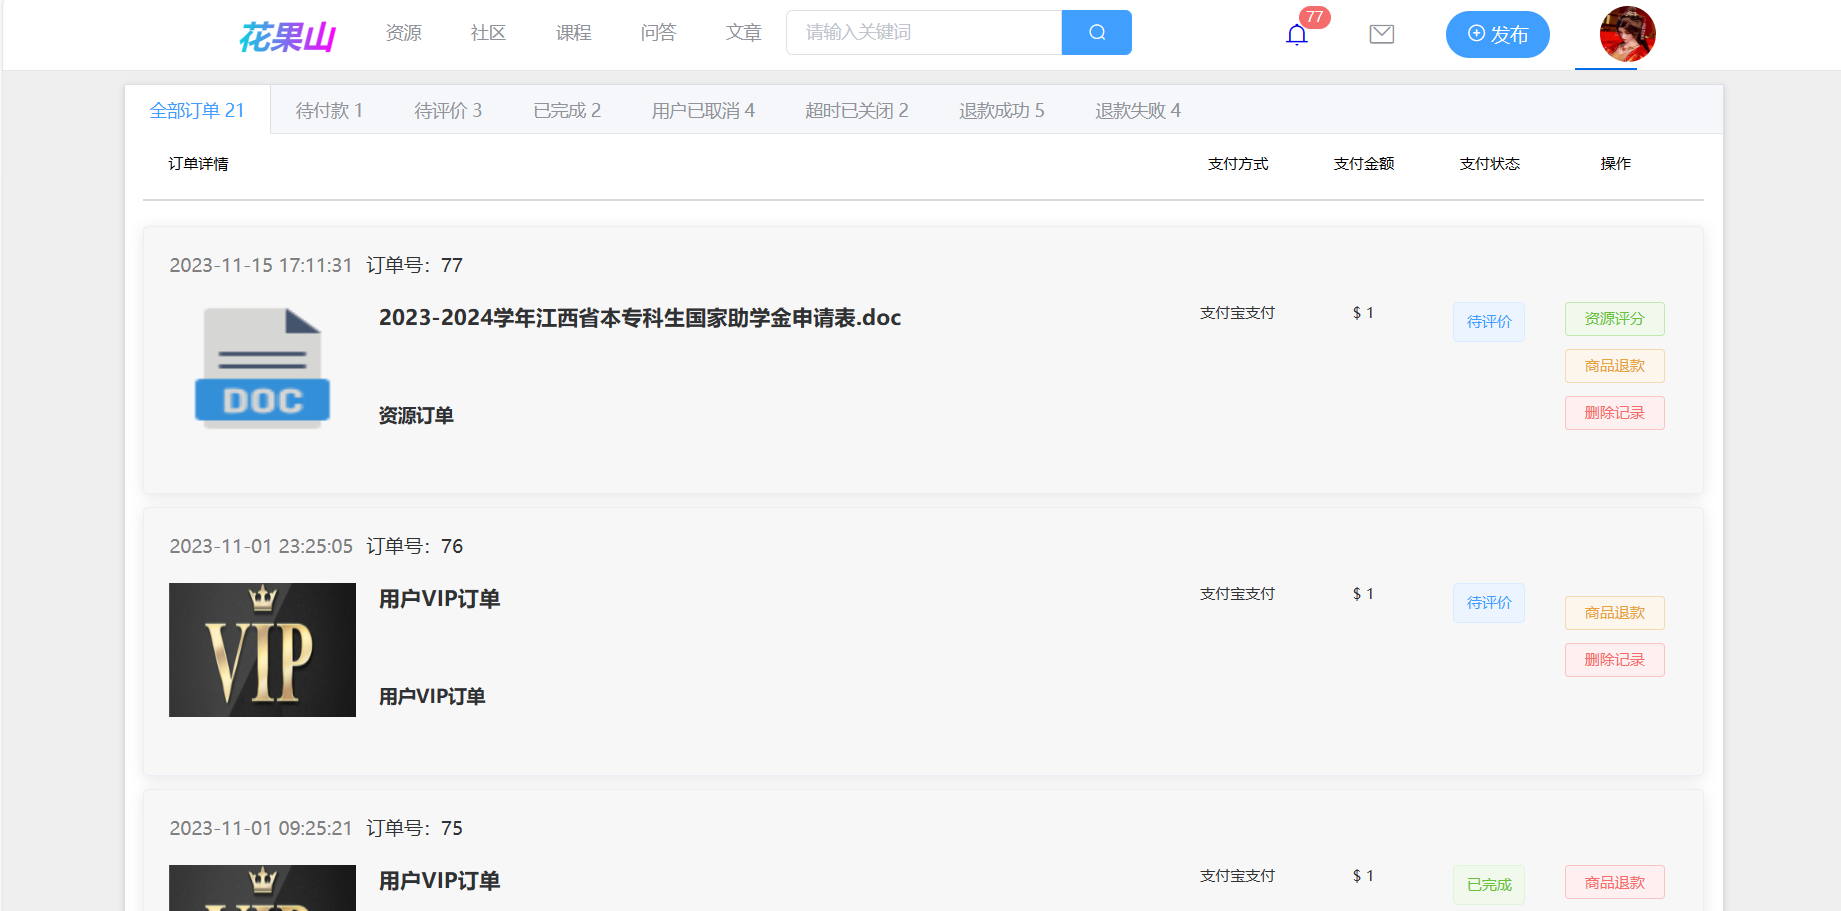 花果山 资源 社区 课程 问答 文章 请输入关键词 77 发布
全部订单 21 待付款 1 待评价 3 已完成 2 用户已取消 4 超时已关闭 2 退款成功 5 退款失败 4
订单详情 支付方式 支付金额 支付状态 操作
2023-11-15 17:11:31 订单号：77
2023-2024学年江西省本专科生国家助学金申请表.doc 支付宝支付 $ 1 待评价 资源评分
商品退款
DOC
资源订单 删除记录
2023-11-01 23:25:05 订单号：76
用户VIP订单 支付宝支付 $ 1 待评价 商品退款
VIP
删除记录
用户VIP订单
2023-11-01 09:25:21 订单号：75
用户VIP订单 支付宝支付 $ 1 已完成 商品退款
VIP